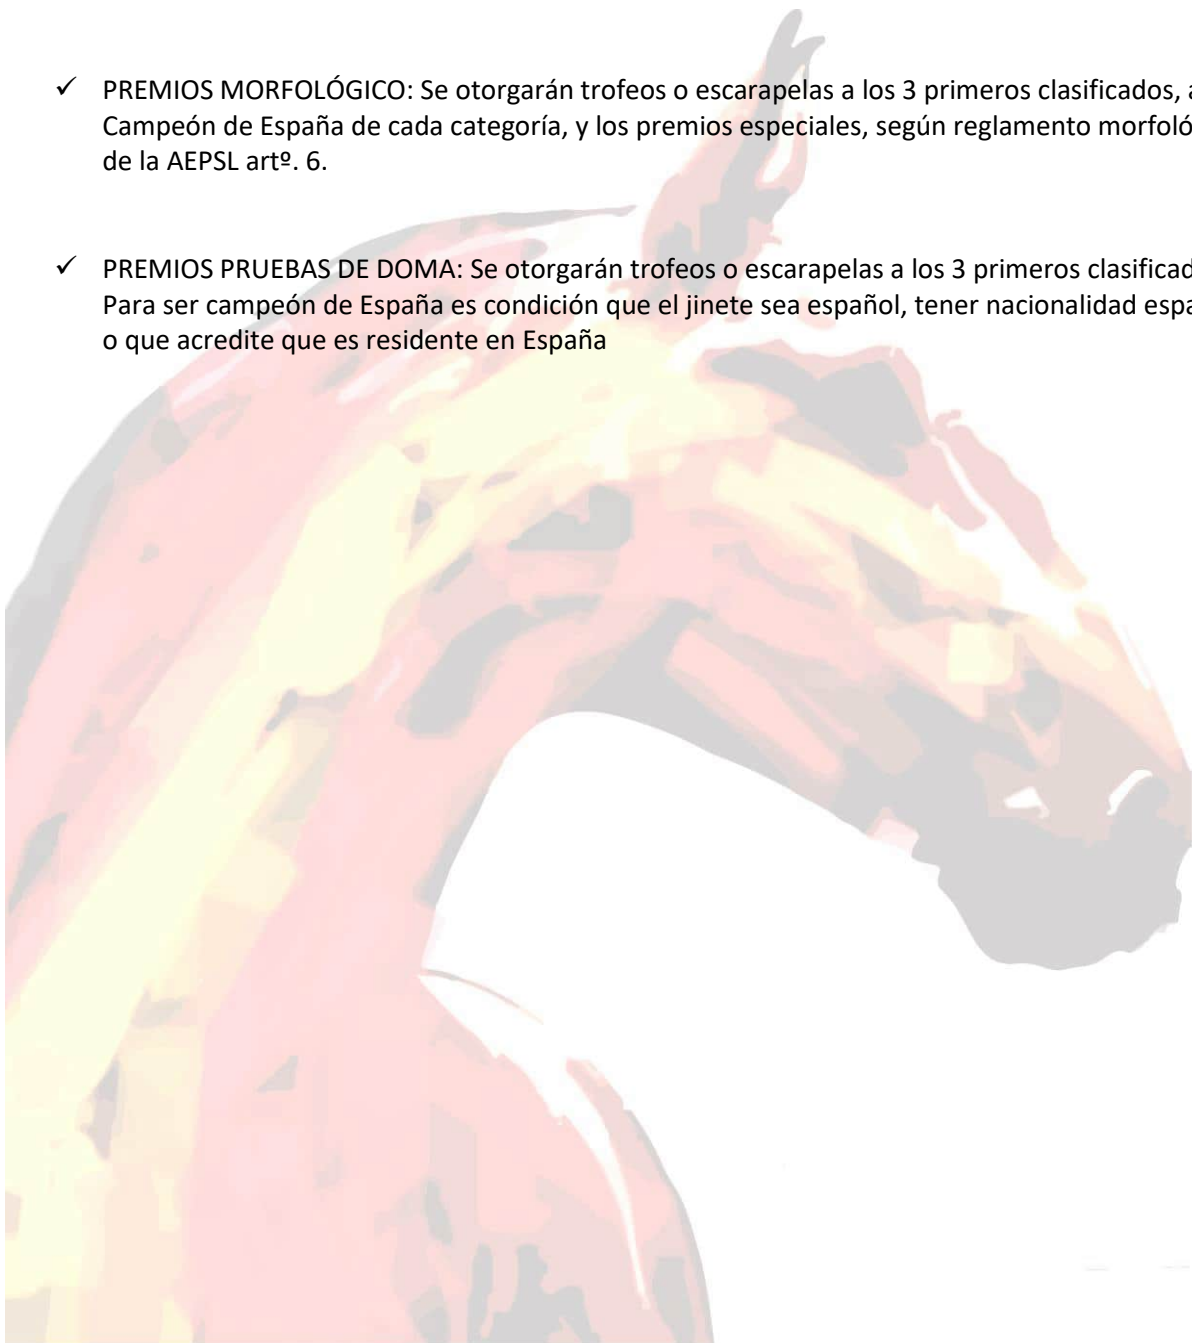 ✓ PREMIOS MORFOLÓGICO: Se otorgarán trofeos o escarapelas a los 3 primeros clasificados, a
Campeón de España de cada categoría, y los premios especiales, según reglamento morfoló
de la AEPSL artº. 6.
✓ PREMIOS PRUEBAS DE DOMA: Se otorgarán trofeos o escarapelas a los 3 primeros clasificad
Para ser campeón de España es condición que el jinete sea español, tener nacionalidad espa
o que acredite que es residente en España